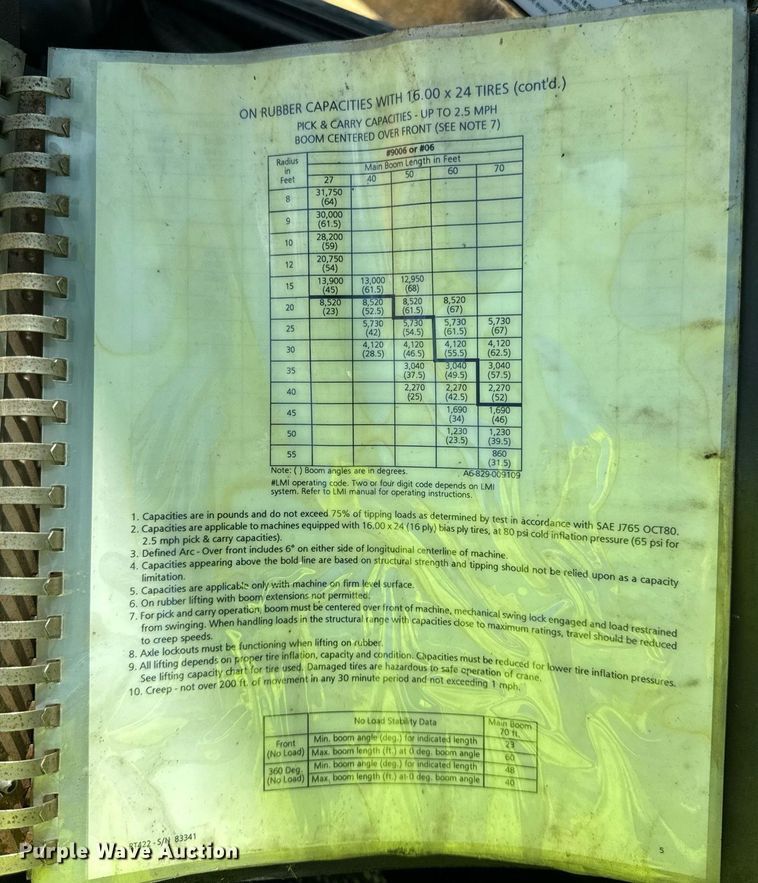 ON RUBBER CAPACITIES WITH 16.00 x 24 TIRES (cont'd.)
PICK & CARRY CAPACITIES - UP TO 2.5 MPH
BOOM CENTERED OVER FRONT (SEE NOTE 7)
Radius in Feet #9006 or #06
Main Boom Length in Feet
27 40 50 60 70
8 31,750 (64)
9 30,000 (61.5)
10 28,200 (59)
12 20,750 (54)
15 13,900 (45) 13,000 (61.5) 12,950 (68)
20 8,520 (23) 8,520 (52.5) 8,520 (61.5) 8,520 (67)
25 5,730 (42) 5,730 (54.5) 5,730 (61.5) 5,730 (67)
30 4,120 (28.5) 4,120 (46.5) 4,120 (55.5) 4,120 (62.5)
35 3,040 (37.5) 3,040 (49.5) 3,040 (57.5)
40 2,270 (25) 2,270 (42.5) 2,270 (52)
45 1,690 (34) 1,690 (46)
50 1,230 (23.5) 1,230 (39.5)
55 860 (31.5)
Note: ( ) Boom angles are in degrees. A6-829-009109
#LMI operating code. Two or four digit code depends on LMI
system. Refer to LMI manual for operating instructions.
1. Capacities are in pounds and do not exceed 75% of tipping loads as determined by test in accordance with SAE J765 OCT80.
2. Capacities are applicable to machines equipped with 16.00 x 24 (16 ply) bias ply tires, at 80 psi cold inflation pressure (65 psi for
2.5 mph pick & carry capacities).
3. Defined Arc - Over front includes 6° on either side of longitudinal centerline of machine.
4. Capacities appearing above the bold line are based on structural strength and tipping should not be relied upon as a capacity
limitation.
5. Capacities are applicable only with machine on firm level surface.
6. On rubber lifting with boom extensions not permitted.
7. For pick and carry operation, boom must be centered over front of machine, mechanical swing lock engaged and load restrained
from swinging. When handling loads in the structural range with capacities close to maximum ratings, travel should be reduced
to creep speeds.
8. Axle lockouts must be functioning when lifting on rubber.
9. All lifting depends on proper tire inflation, capacity and condition. Capacities must be reduced for lower tire inflation pressures.
See lifting capacity chart for tire used. Damaged tires are hazardous to safe operation of crane.
10. Creep - not over 200 ft. of movement in any 30 minute period and not exceeding 1 mph.
No Load Stability Data Main Boom 70 ft.
Front (No Load) Min. boom angle (deg.) for indicated length 23
Max. boom length (ft.) at 0 deg. boom angle 60
360 Deg. (No Load) Min. boom angle (deg.) for indicated length 48
Max. boom length (ft.) at 0 deg. boom angle 40
RT422 - S/N 83341
5
Purple Wave Auction